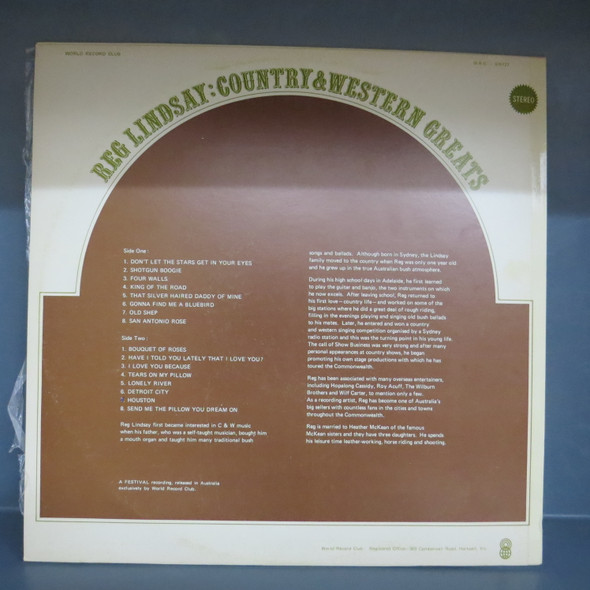 WORLD RECORD CLUB
REG LINDSAY: COUNTRY & WESTERN GREATS
STEREO
Side One:
1. DON'T LET THE STARS GET IN YOUR EYES
2. SHOTGUN BOOGIE
3. FOUR WALLS
4. KING OF THE ROAD
5. THAT SILVER HAIRED DADDY OF MINE
6. GONNA FIND ME A BLUEBIRD
7. OLD SHEP
8. SAN ANTONIO ROSE
Side Two:
1. BOUQUET OF ROSES
2. HAVE I TOLD YOU LATELY THAT I LOVE YOU?
3. I LOVE YOU BECAUSE
4. TEARS ON MY PILLOW
5. LONELY RIVER
6. DETROIT CITY
7. HOUSTON
8. SEND ME THE PILLOW YOU DREAM ON
Reg Lindsay first became interested in C & W music
when his father, who was a self-taught musician, bought him
a mouth organ and taught him many traditional bush
songs and ballads. Although born in Sydney, the Lindsay
family moved to the country when Reg was only one year old
and he grew up in the true Australian bush atmosphere.
During his high school days in Adelaide, he first learned
to play the guitar and banjo, the two instruments on which
he now excels. After leaving school, Reg returned to
his first love — country life — and worked on some of the
big stations where he did a great deal of rough riding,
filling in the evenings playing and singing old bush ballads
to his mates. Later, he entered and won a country
and western singing competition organised by a Sydney
radio station and this was the turning point in his young life.
The call of Show Business was very strong and after many
personal appearances at country shows, he began
promoting his own stage productions with which he has
toured the Commonwealth.
Reg has been associated with many overseas entertainers,
including Hopalong Cassidy, Roy Acuff, The Wilburn
Brothers and Wilf Carter, to mention only a few.
As a recording artist, Reg has become one of Australia's
big sellers with countless fans in the cities and towns
throughout the Commonwealth.
Reg is married to Heather McKean of the famous
McKean sisters and they have three daughters. He spends
his leisure time leather-working, horse riding and shooting.
A FESTIVAL recording, released in Australia
exclusively by World Record Club.
World Record Club. Registered Office: 330 Camberwell Road, Hartwell, Vic.